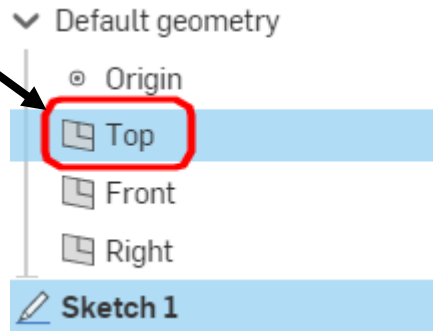 Default geometry
Origin
Top
Front
Right
Sketch 1